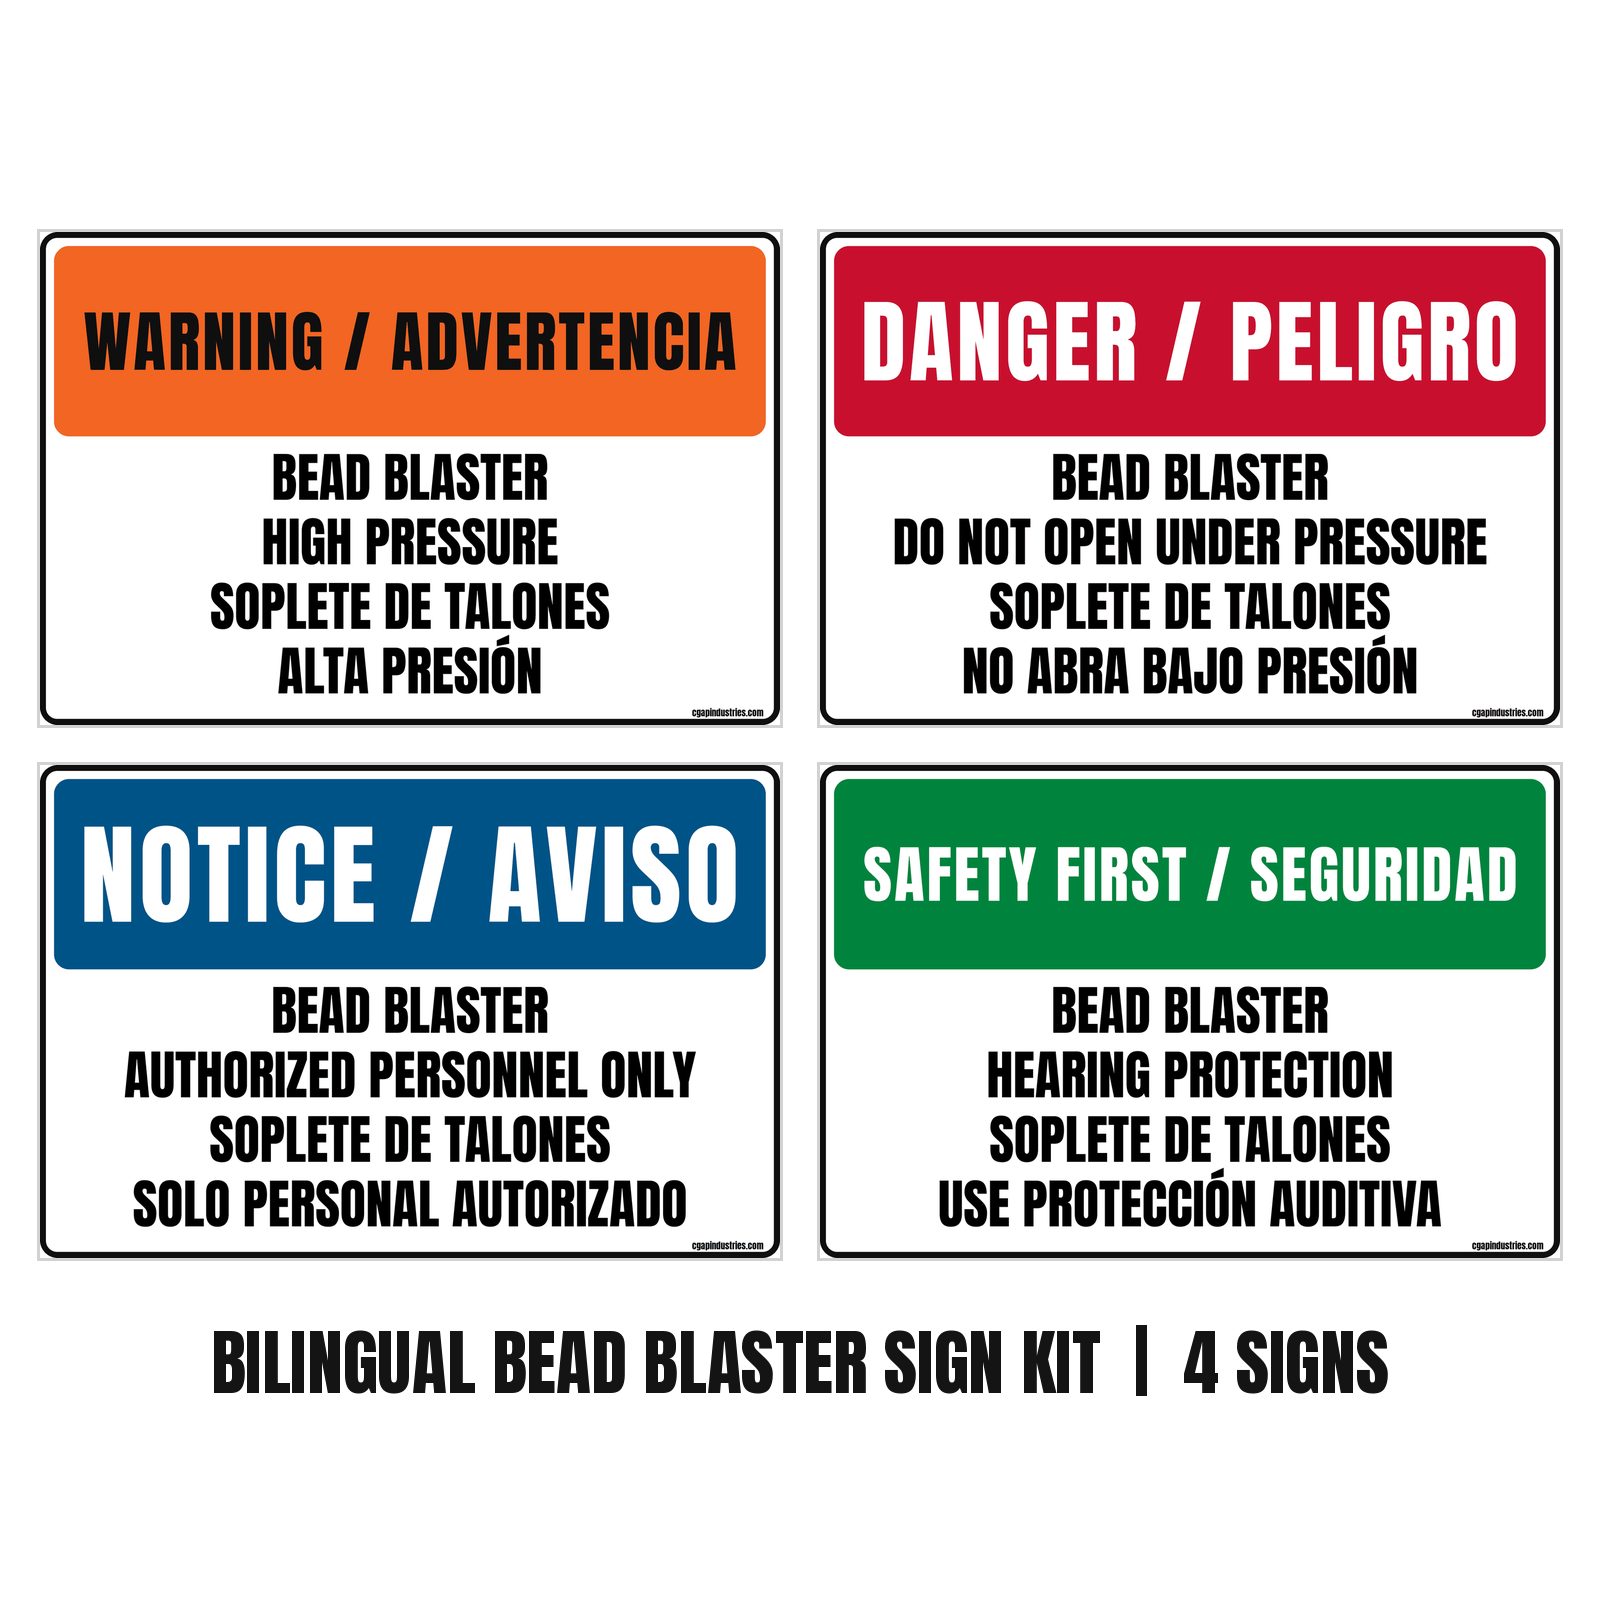 WARNING / ADVERTENCIA
BEAD BLASTER
HIGH PRESSURE
SOPLETE DE TALONES
ALTA PRESIÓN
cgapindustries.com
DANGER / PELIGRO
BEAD BLASTER
DO NOT OPEN UNDER PRESSURE
SOPLETE DE TALONES
NO ABRA BAJO PRESIÓN
cgapindustries.com
NOTICE / AVISO
BEAD BLASTER
AUTHORIZED PERSONNEL ONLY
SOPLETE DE TALONES
SOLO PERSONAL AUTORIZADO
cgapindustries.com
SAFETY FIRST / SEGURIDAD
BEAD BLASTER
HEARING PROTECTION
SOPLETE DE TALONES
USE PROTECCIÓN AUDITIVA
cgapindustries.com
BILINGUAL BEAD BLASTER SIGN KIT | 4 SIGNS